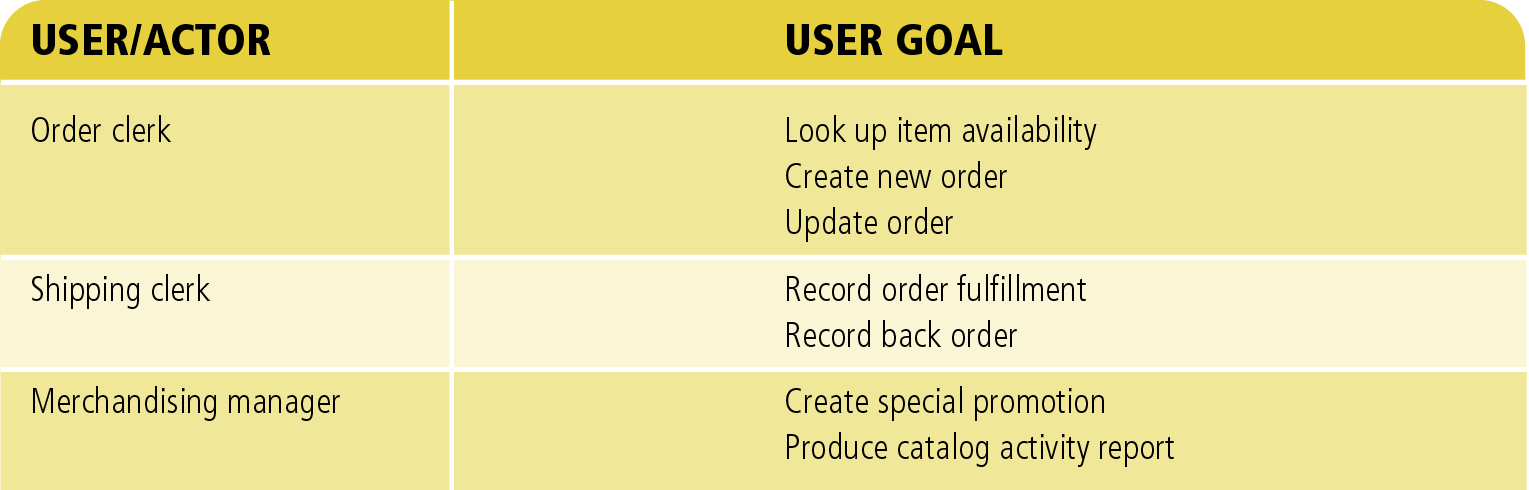 USER/ACTOR USER GOAL
Order clerk Look up item availability
Create new order
Update order
Shipping clerk Record order fulfillment
Record back order
Merchandising manager Create special promotion
Produce catalog activity report